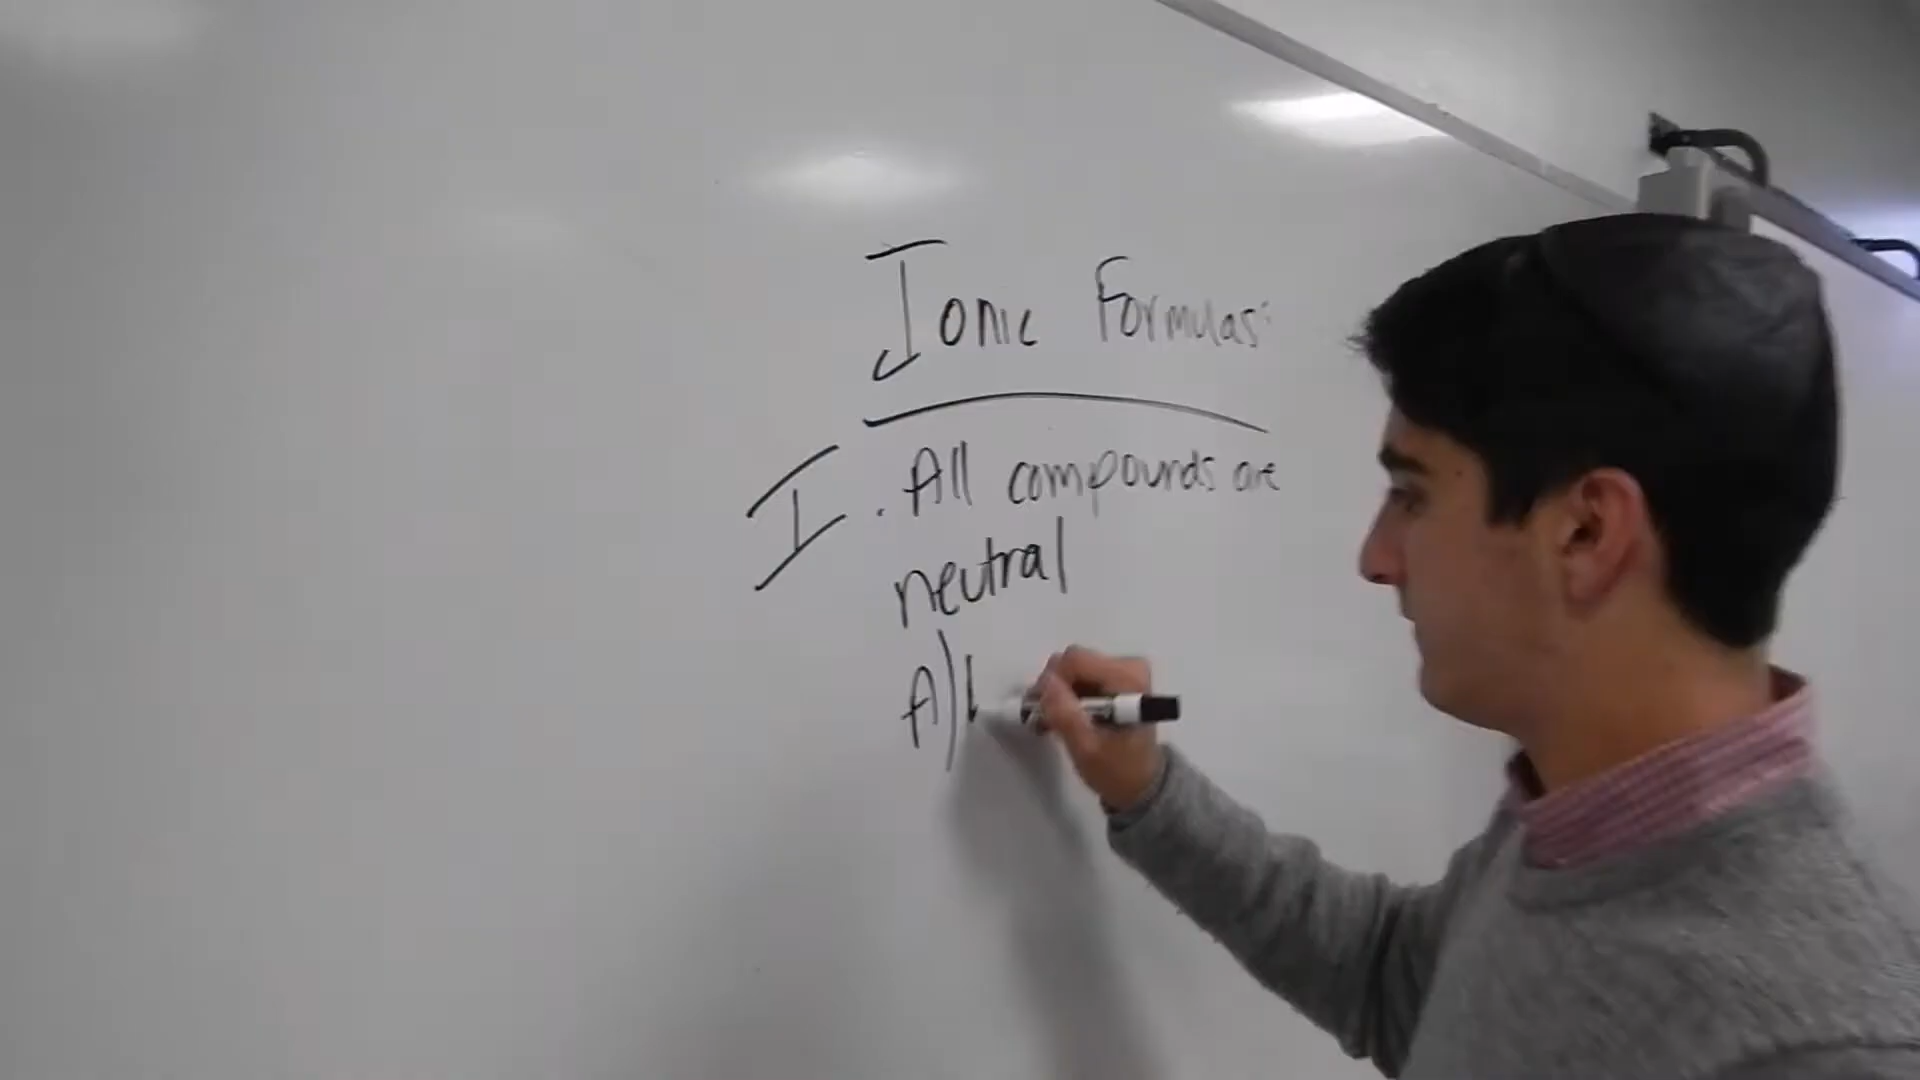 Ionic Formulas:
I. All compounds are
neutral
A)